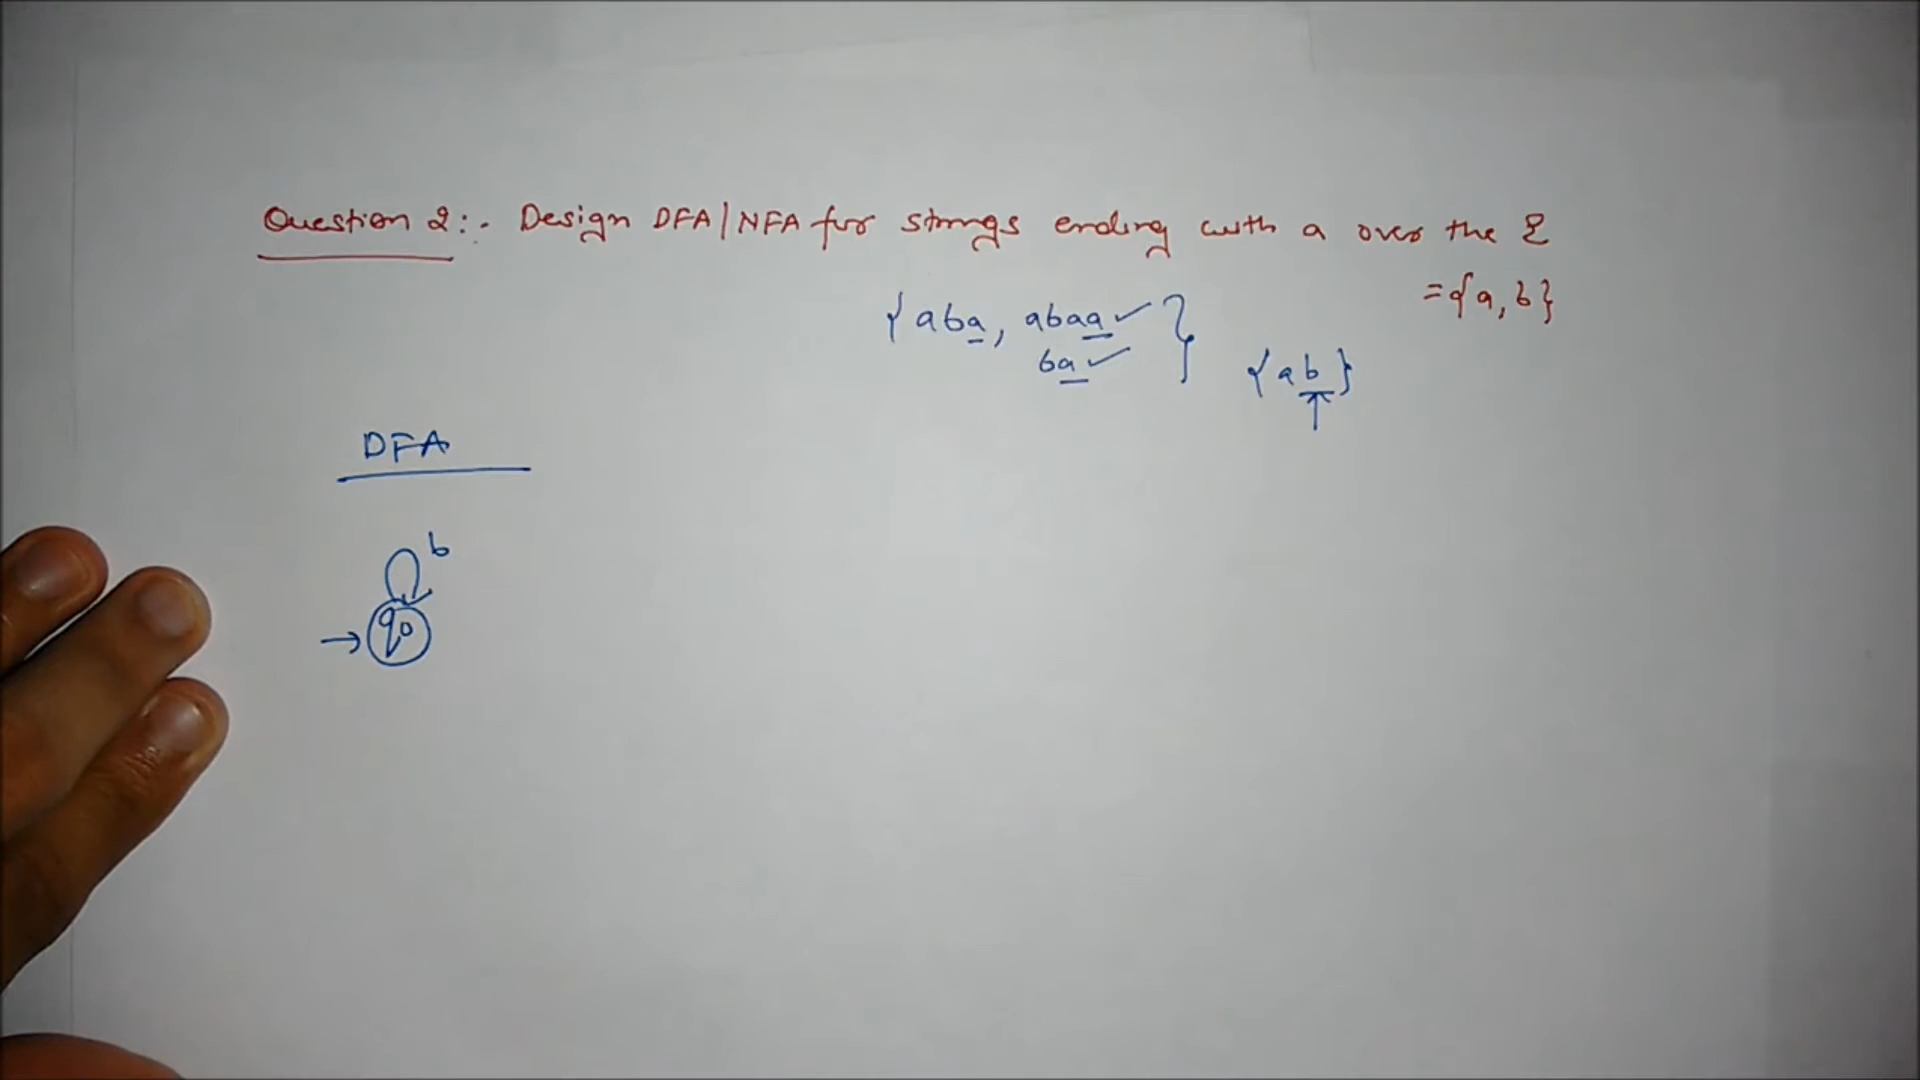 Question 2:- Design DFA/NFA for strings ending with a over the Σ
={a,b}
{aba, abaa ✓ }
ba ✓
{ab}
↑
DFA
b
→ q0